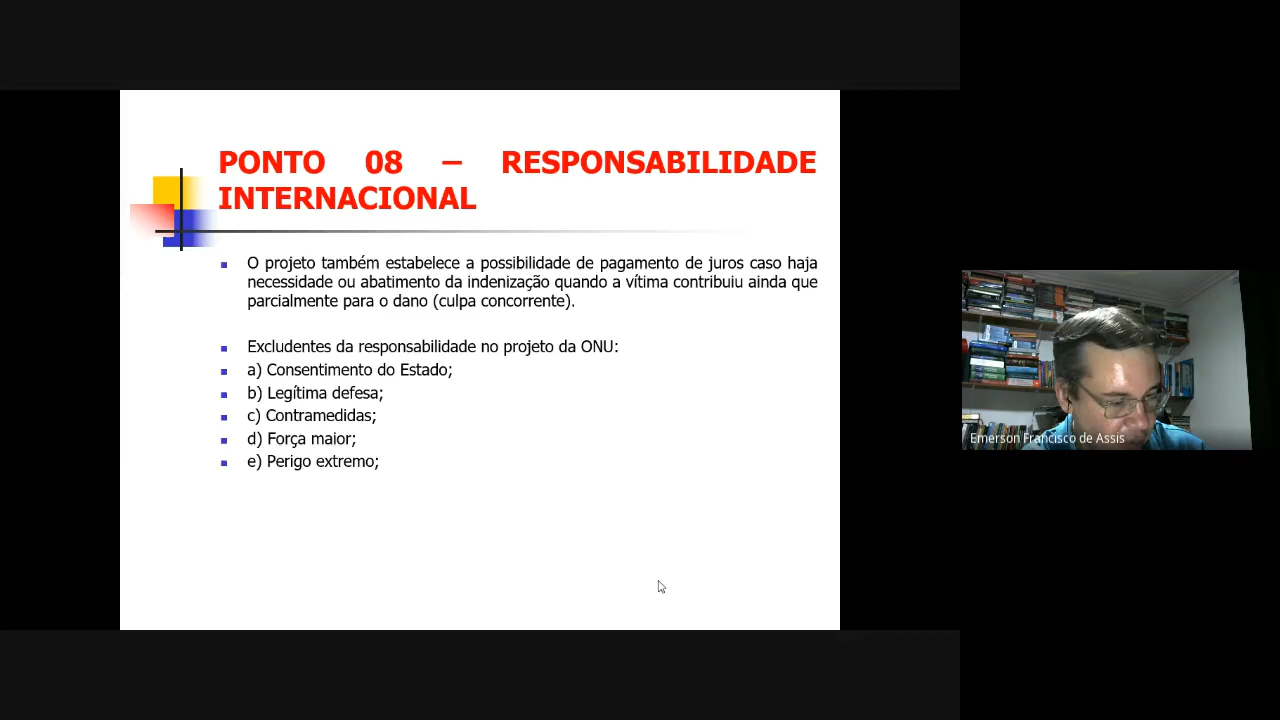 PONTO 08 – RESPONSABILIDADE
INTERNACIONAL
O projeto também estabelece a possibilidade de pagamento de juros caso haja
necessidade ou abatimento da indenização quando a vítima contribuiu ainda que
parcialmente para o dano (culpa concorrente).
Excludentes da responsabilidade no projeto da ONU:
a) Consentimento do Estado;
b) Legítima defesa;
c) Contramedidas;
d) Força maior;
e) Perigo extremo;
Emerson Francisco de Assis